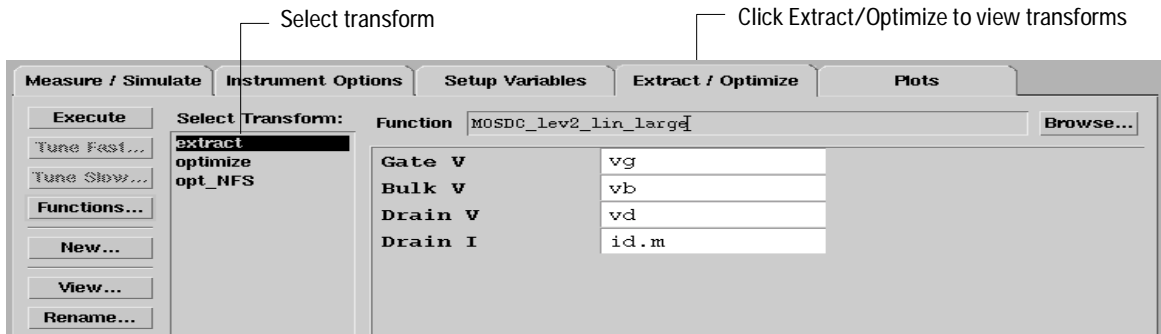 Select transform
Click Extract/Optimize to view transforms
Measure / Simulate
Instrument Options
Setup Variables
Extract / Optimize
Plots
Execute
Tune Fast...
Tune Slow...
Functions...
New...
View...
Rename...
Select Transform:
extract
optimize
opt_NFS
Function MOSDC_lev2_lin_large
Browse...
Gate V vg
Bulk V vb
Drain V vd
Drain I id.m